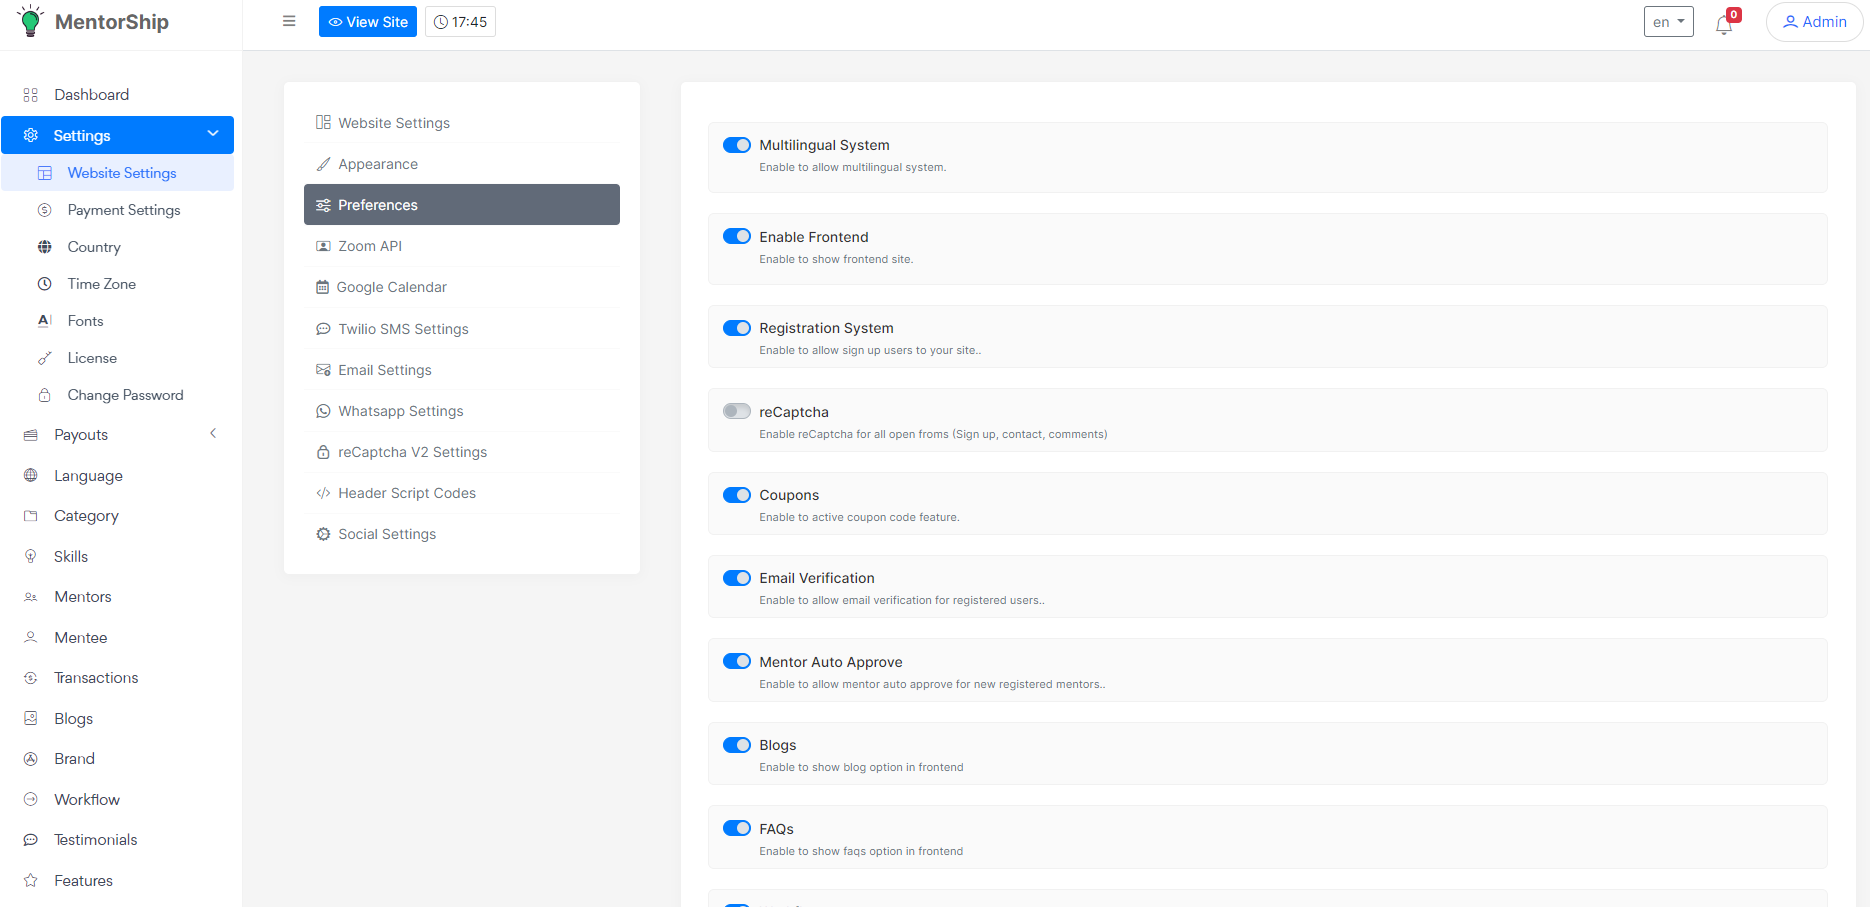 MentorShip
View Site
17:45
en
0
Admin
Dashboard
Settings
Website Settings
Payment Settings
Country
Time Zone
Fonts
License
Change Password
Payouts
Language
Category
Skills
Mentors
Mentee
Transactions
Blogs
Brand
Workflow
Testimonials
Features
Website Settings
Appearance
Preferences
Zoom API
Google Calendar
Twilio SMS Settings
Email Settings
Whatsapp Settings
reCaptcha V2 Settings
Header Script Codes
Social Settings
Multilingual System
Enable to allow multilingual system.
Enable Frontend
Enable to show frontend site.
Registration System
Enable to allow sign up users to your site..
reCaptcha
Enable reCaptcha for all open froms (Sign up, contact, comments)
Coupons
Enable to active coupon code feature.
Email Verification
Enable to allow email verification for registered users..
Mentor Auto Approve
Enable to allow mentor auto approve for new registered mentors..
Blogs
Enable to show blog option in frontend
FAQs
Enable to show faqs option in frontend